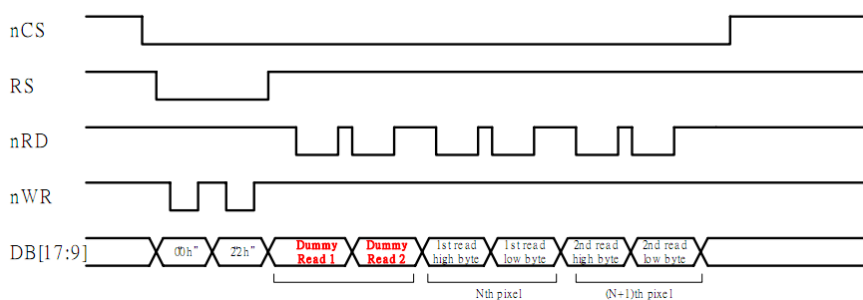 nCS
RS
nRD
nWR
DB[17:9]
"00h"
"22h"
Dummy
Read 1
Dummy
Read 2
1st read
high byte
1st read
low byte
2nd read
high byte
2nd read
low byte
Nth pixel
(N+1)th pixel